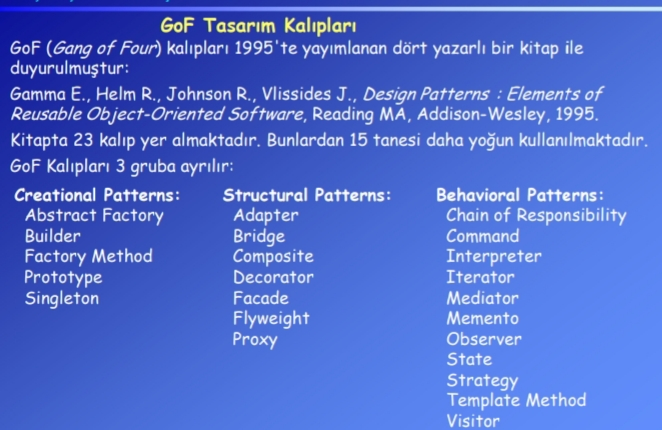 GoF Tasarım Kalıpları
GoF (Gang of Four) kalıpları 1995'te yayımlanan dört yazarlı bir kitap ile
duyurulmuştur:
Gamma E., Helm R., Johnson R., Vlissides J., Design Patterns : Elements of
Reusable Object-Oriented Software, Reading MA, Addison-Wesley, 1995.
Kitapta 23 kalıp yer almaktadır. Bunlardan 15 tanesi daha yoğun kullanılmaktadır.
GoF Kalıpları 3 gruba ayrılır:
Creational Patterns:
Abstract Factory
Builder
Factory Method
Prototype
Singleton
Structural Patterns:
Adapter
Bridge
Composite
Decorator
Facade
Flyweight
Proxy
Behavioral Patterns:
Chain of Responsibility
Command
Interpreter
Iterator
Mediator
Memento
Observer
State
Strategy
Template Method
Visitor